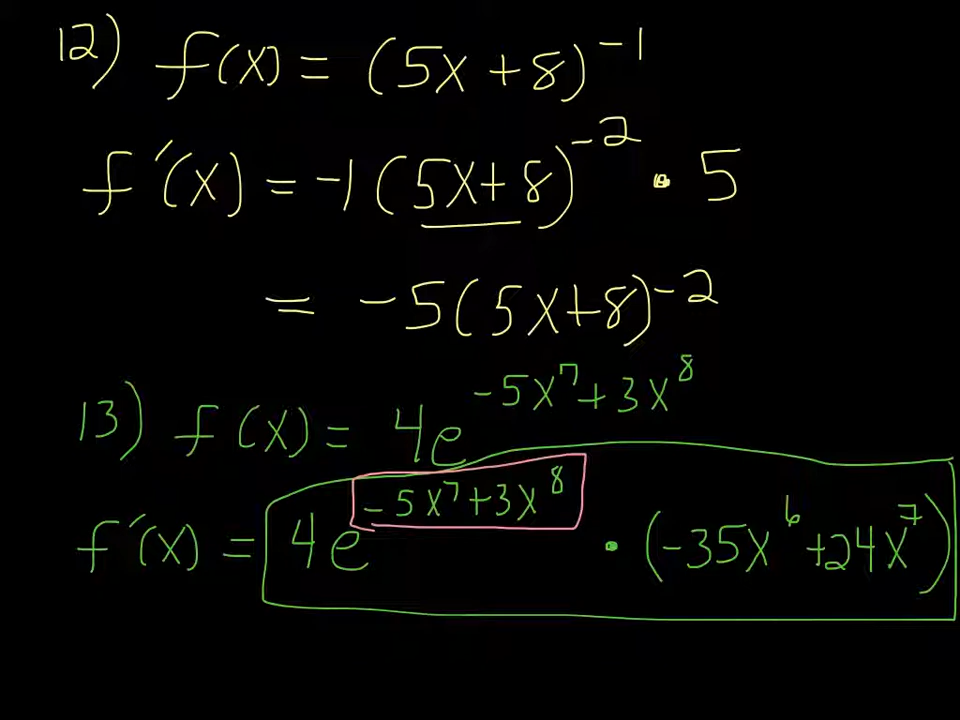 12) f(x) = (5x + 8)^-1
f'(x) = -1(5x+8)^-2 · 5
= -5(5x+8)^-2
13) f(x) = 4e^-5x^7+3x^8
f'(x) = 4e^-5x^7+3x^8 · (-35x^6+24x^7)